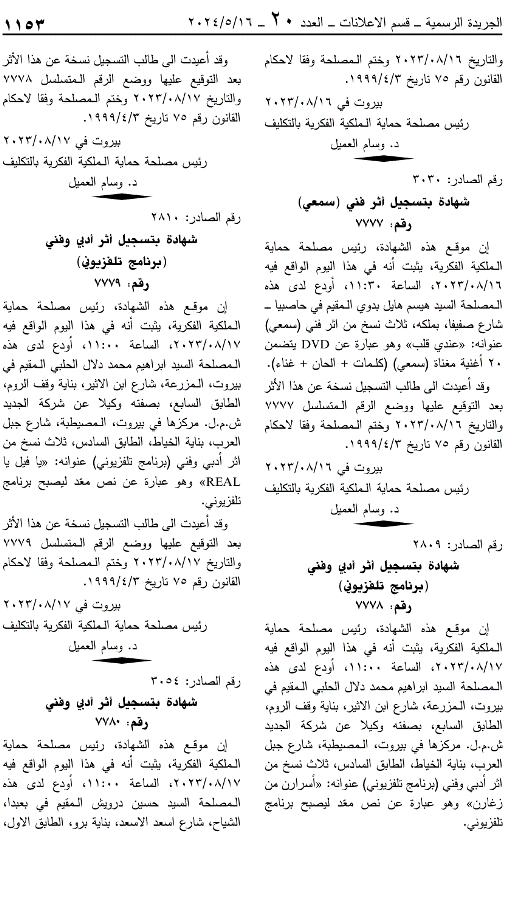 الجريدة الرسمية ــ قسم الاعلانات ــ العدد ٢٠ ــ ٢٠٢٤/٥/١٦
١١٥٣
والتاريخ ٢٠٢٣/٠٨/١٦ وختم المصلحة وفقا لاحكام
القانون رقم ٧٥ تاريخ ١٩٩٩/٤/٣.
بيروت في ٢٠٢٣/٠٨/١٦
رئيس مصلحة حماية الملكية الفكرية بالتكليف
د. وسام العميل
رقم الصادر: ٣٠٣٠
شهادة بتسجيل أثر فني (سمعي)
رقم: ٧٧٧٧
إن موقع هذه الشهادة، رئيس مصلحة حماية
الملكية الفكرية، يثبت أنه في هذا اليوم الواقع فيه
٢٠٢٣/٠٨/١٦، الساعة ١١:٣٠، أودع لدى هذه
المصلحة السيد هيسم هايل بدوي المقيم في حاصبيا ــ
شارع صفيفا، بملكه، ثلاث نسخ من اثر فني (سمعي)
عنوانه: «عندي قلب» وهو عبارة عن DVD يتضمن
٢٠ أغنية مغناة (سمعي) (كلمات + الحان + غناء).
وقد أعيدت الى طالب التسجيل نسخة عن هذا الأثر
بعد التوقيع عليها ووضع الرقم المتسلسل ٧٧٧٧
والتاريخ ٢٠٢٣/٠٨/١٦ وختم المصلحة وفقا لاحكام
القانون رقم ٧٥ تاريخ ١٩٩٩/٤/٣.
بيروت في ٢٠٢٣/٠٨/١٦
رئيس مصلحة حماية الملكية الفكرية بالتكليف
د. وسام العميل
رقم الصادر: ٢٨٠٩
شهادة بتسجيل أثر أدبي وفني
(برنامج تلفزيوني)
رقم: ٧٧٧٨
إن موقع هذه الشهادة، رئيس مصلحة حماية
الملكية الفكرية، يثبت أنه في هذا اليوم الواقع فيه
٢٠٢٣/٠٨/١٧، الساعة ١١:٠٠، أودع لدى هذه
المصلحة السيد ابراهيم محمد دلال الحلبي المقيم في
بيروت، المزرعة، شارع ابن الاثير، بناية وقف الروم،
الطابق السابع، بصفته وكيلا عن شركة الجديد
ش.م.ل. مركزها في بيروت، المصيطبة، شارع جبل
العرب، بناية الخياط، الطابق السادس، ثلاث نسخ من
اثر أدبي وفني (برنامج تلفزيوني) عنوانه: «أسرارن من
زغارن» وهو عبارة عن نص معّد ليصبح برنامج
تلفزيوني.
وقد أعيدت الى طالب التسجيل نسخة عن هذا الأثر
بعد التوقيع عليها ووضع الرقم المتسلسل ٧٧٧٨
والتاريخ ٢٠٢٣/٠٨/١٧ وختم المصلحة وفقا لاحكام
القانون رقم ٧٥ تاريخ ١٩٩٩/٤/٣.
بيروت في ٢٠٢٣/٠٨/١٧
رئيس مصلحة حماية الملكية الفكرية بالتكليف
د. وسام العميل
رقم الصادر: ٢٨١٠
شهادة بتسجيل أثر أدبي وفني
(برنامج تلفزيوني)
رقم: ٧٧٧٩
إن موقع هذه الشهادة، رئيس مصلحة حماية
الملكية الفكرية، يثبت أنه في هذا اليوم الواقع فيه
٢٠٢٣/٠٨/١٧، الساعة ١١:٠٠، أودع لدى هذه
المصلحة السيد ابراهيم محمد دلال الحلبي المقيم في
بيروت، المزرعة، شارع ابن الاثير، بناية وقف الروم،
الطابق السابع، بصفته وكيلا عن شركة الجديد
ش.م.ل. مركزها في بيروت، المصيطبة، شارع جبل
العرب، بناية الخياط، الطابق السادس، ثلاث نسخ من
اثر أدبي وفني (برنامج تلفزيوني) عنوانه: «يا فيل يا
REAL» وهو عبارة عن نص معّد ليصبح برنامج
تلفزيوني.
وقد أعيدت الى طالب التسجيل نسخة عن هذا الأثر
بعد التوقيع عليها ووضع الرقم المتسلسل ٧٧٧٩
والتاريخ ٢٠٢٣/٠٨/١٧ وختم المصلحة وفقا لاحكام
القانون رقم ٧٥ تاريخ ١٩٩٩/٤/٣.
بيروت في ٢٠٢٣/٠٨/١٧
رئيس مصلحة حماية الملكية الفكرية بالتكليف
د. وسام العميل
رقم الصادر: ٣٠٥٤
شهادة بتسجيل أثر أدبي وفني
رقم: ٧٧٨٠
إن موقع هذه الشهادة، رئيس مصلحة حماية
الملكية الفكرية، يثبت أنه في هذا اليوم الواقع فيه
٢٠٢٣/٠٨/١٧، الساعة ١١:٠٠، أودع لدى هذه
المصلحة السيد حسين درويش المقيم في بعبدا،
الشياح، شارع اسعد الاسعد، بناية برو، الطابق الاول،